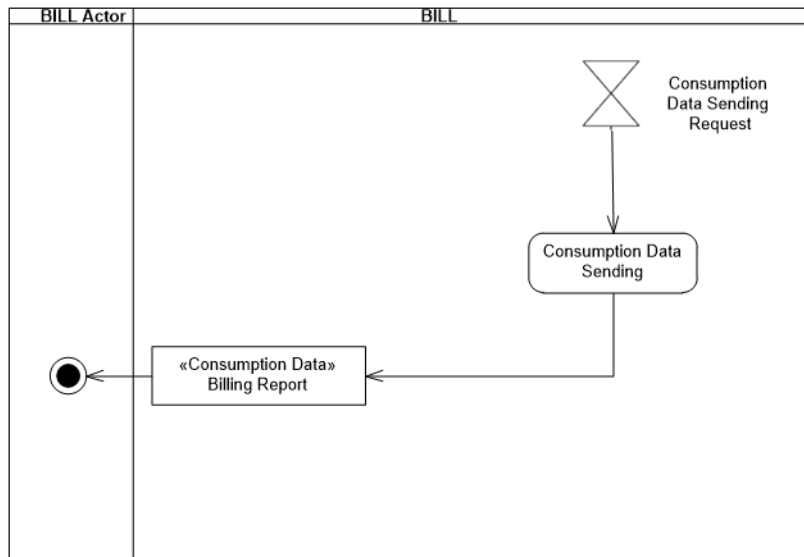 BILL Actor
BILL
Consumption
Data Sending
Request
Consumption Data
Sending
«Consumption Data»
Billing Report